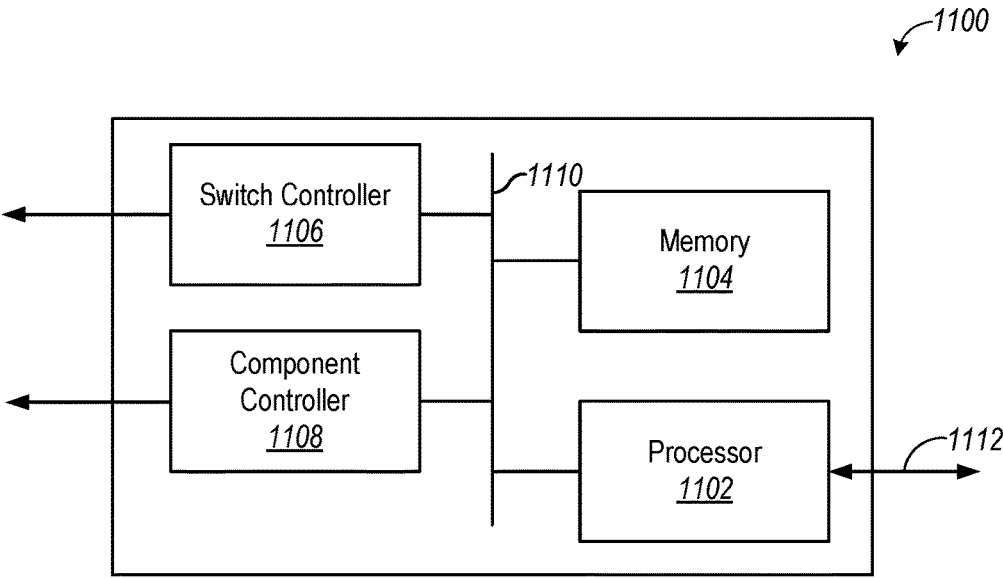 1100
Switch Controller
1106
1110
Memory
1104
Component
Controller
1108
Processor
1102
1112